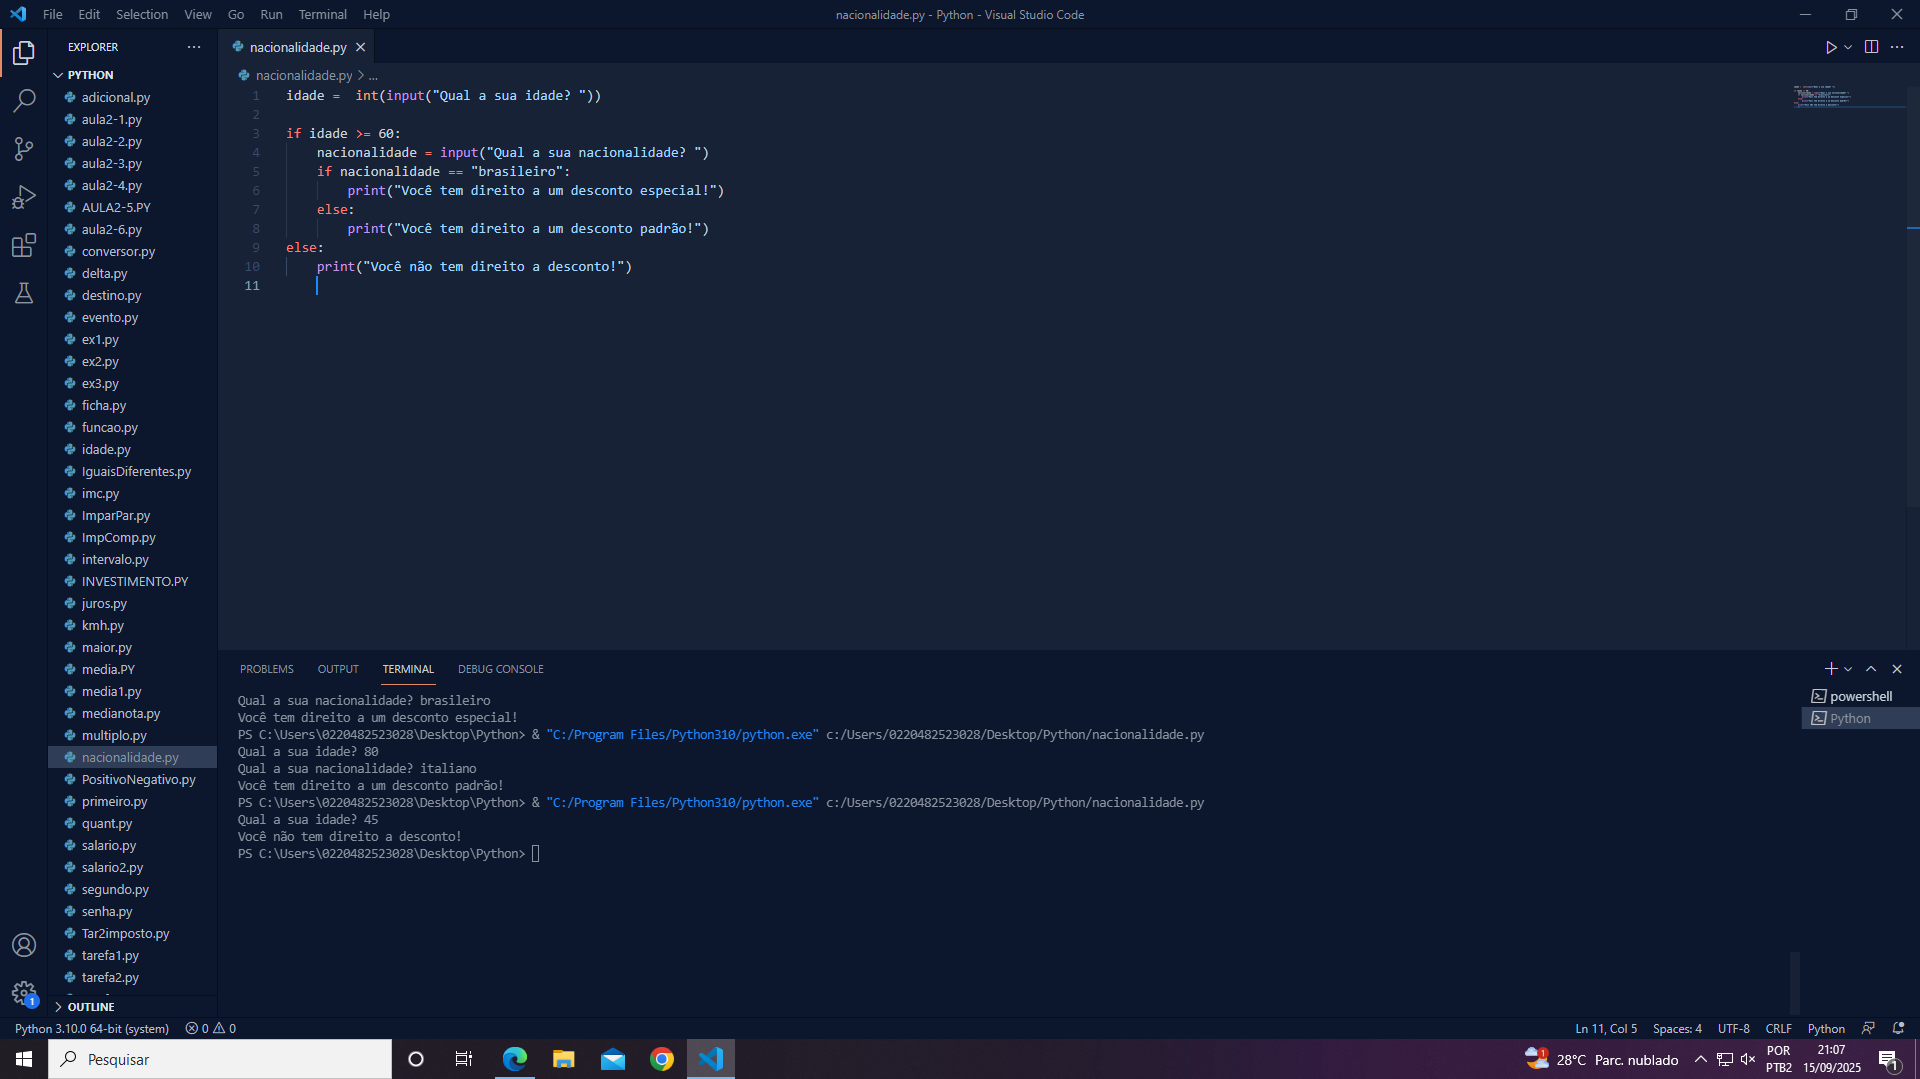 File Edit Selection View Go Run Terminal Help
nacionalidade.py - Python - Visual Studio Code
EXPLORER
PYTHON
adicional.py
aula2-1.py
aula2-2.py
aula2-3.py
aula2-4.py
AULA2-5.PY
aula2-6.py
conversor.py
delta.py
destino.py
evento.py
ex1.py
ex2.py
ex3.py
ficha.py
funcao.py
idade.py
IguaisDiferentes.py
imc.py
ImparPar.py
ImpComp.py
intervalo.py
INVESTIMENTO.PY
juros.py
kmh.py
maior.py
media.PY
media1.py
medianota.py
multiplo.py
nacionalidade.py
PositivoNegativo.py
primeiro.py
quant.py
salario.py
salario2.py
segundo.py
senha.py
Tar2imposto.py
tarefa1.py
tarefa2.py
OUTLINE
nacionalidade.py
nacionalidade.py > ...
1 idade =  int(input("Qual a sua idade? "))
2
3 if idade >= 60:
4     nacionalidade = input("Qual a sua nacionalidade? ")
5     if nacionalidade == "brasileiro":
6         print("Você tem direito a um desconto especial!")
7     else:
8         print("Você tem direito a um desconto padrão!")
9 else:
10     print("Você não tem direito a desconto!")
11
PROBLEMS OUTPUT TERMINAL DEBUG CONSOLE
Qual a sua nacionalidade? brasileiro
Você tem direito a um desconto especial!
PS C:\Users\0220482523028\Desktop\Python> & "C:/Program Files/Python310/python.exe" c:/Users/0220482523028/Desktop/Python/nacionalidade.py
Qual a sua idade? 80
Qual a sua nacionalidade? italiano
Você tem direito a um desconto padrão!
PS C:\Users\0220482523028\Desktop\Python> & "C:/Program Files/Python310/python.exe" c:/Users/0220482523028/Desktop/Python/nacionalidade.py
Qual a sua idade? 45
Você não tem direito a desconto!
PS C:\Users\0220482523028\Desktop\Python>
powershell
Python
1
Python 3.10.0 64-bit (system) 0 0
Ln 11, Col 5 Spaces: 4 UTF-8 CRLF Python
Pesquisar
1 28°C Parc. nublado
POR
PTB2
21:07
15/09/2025
1